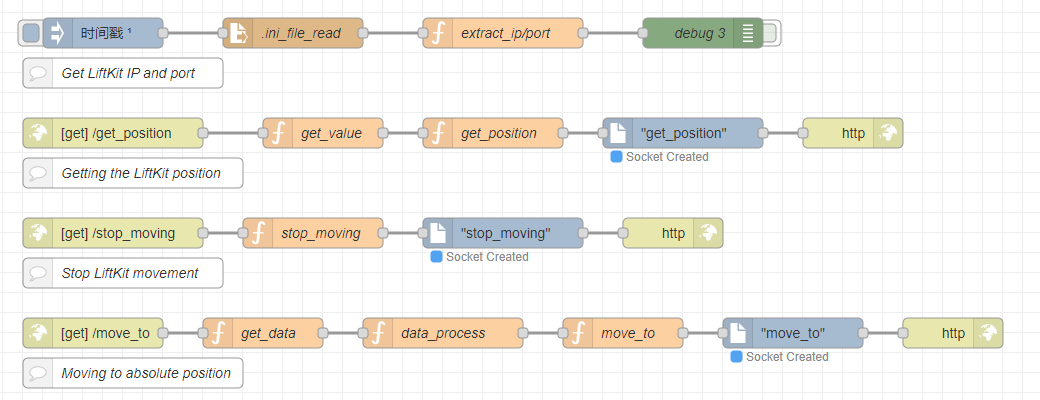 时间戳 ¹
.ini_file_read
extract_ip/port
debug 3
Get LiftKit IP and port
[get] /get_position
get_value
get_position
"get_position"
http
Socket Created
Getting the LiftKit position
[get] /stop_moving
stop_moving
"stop_moving"
http
Socket Created
Stop LiftKit movement
[get] /move_to
get_data
data_process
move_to
"move_to"
http
Socket Created
Moving to absolute position